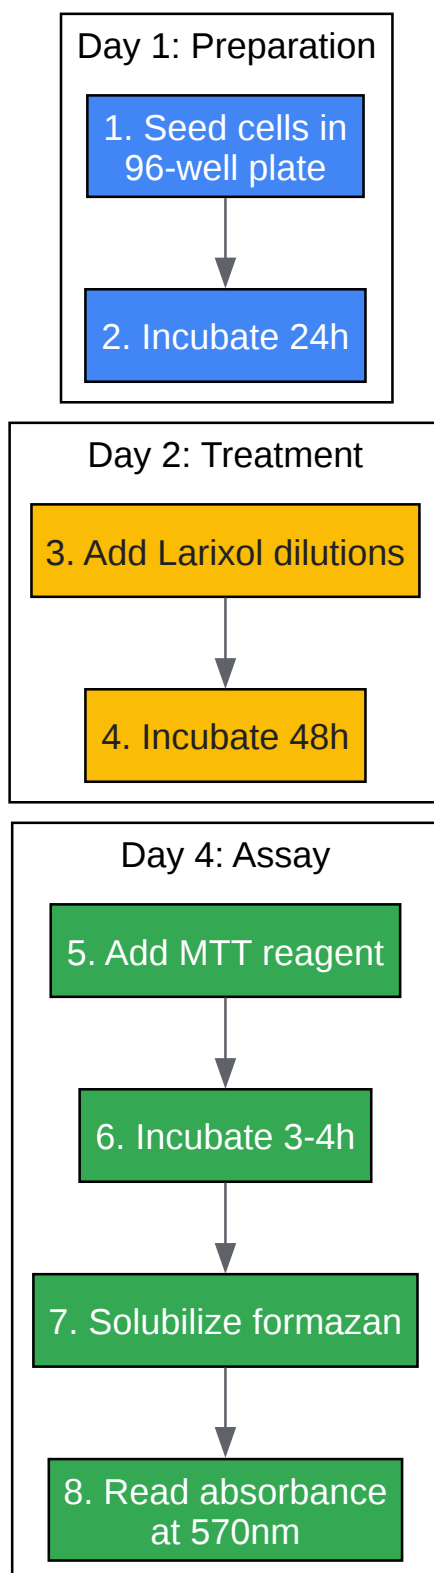 Day 1: Preparation
1. Seed cells in
96-well plate
2. Incubate 24h
Day 2: Treatment
3. Add Larixol dilutions
4. Incubate 48h
Day 4: Assay
5. Add MTT reagent
6. Incubate 3-4h
7. Solubilize formazan
8. Read absorbance
at 570nm